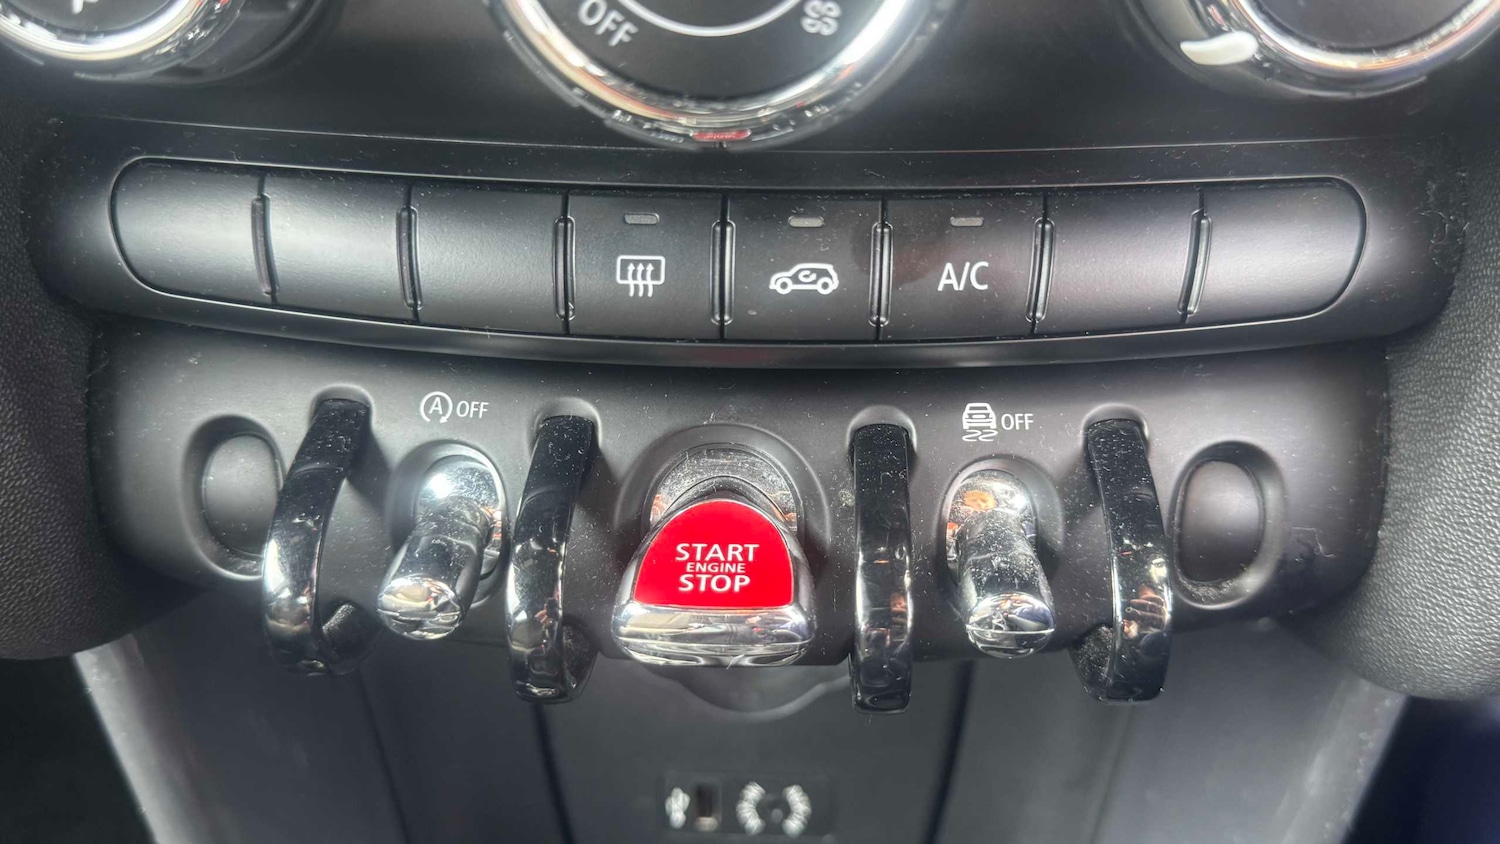 OFF
A/C
A OFF
OFF
START
ENGINE
STOP